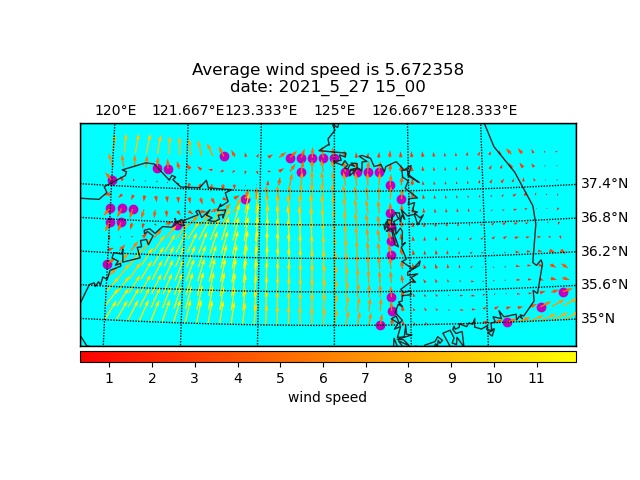 Average wind speed is 5.672358
date: 2021_5_27 15_00
120°E 121.667°E 123.333°E 125°E 126.667°E 128.333°E
37.4°N
36.8°N
36.2°N
35.6°N
35°N
1 2 3 4 5 6 7 8 9 10 11
wind speed